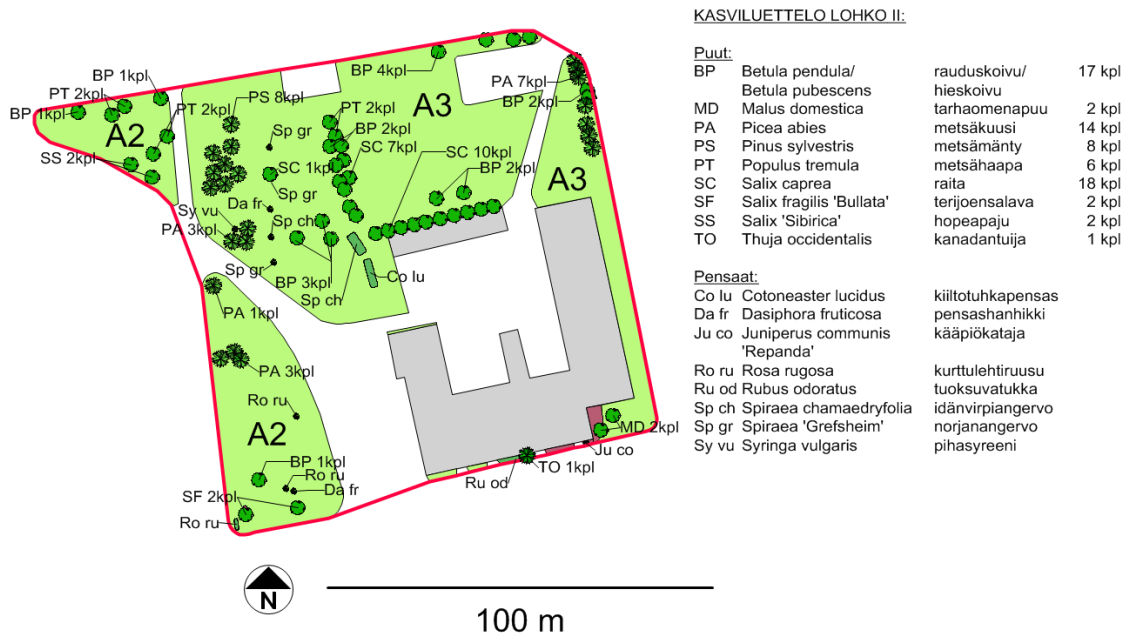 KASVILUETTELO LOHKO II:
Puut:
BP Betula pendula/ rauduskoivu/ 17 kpl
Betula pubescens hieskoivu
MD Malus domestica tarhaomenapuu 2 kpl
PA Picea abies metsäkuusi 14 kpl
PS Pinus sylvestris metsämänty 8 kpl
PT Populus tremula metsähaapa 6 kpl
SC Salix caprea raita 18 kpl
SF Salix fragilis 'Bullata' terijoensalava 2 kpl
SS Salix 'Sibirica' hopeapaju 2 kpl
TO Thuja occidentalis kanadantuija 1 kpl
Pensaat:
Co lu Cotoneaster lucidus kiiltotuhkapensas
Da fr Dasiphora fruticosa pensashanhikki
Ju co Juniperus communis kääpiökataja
'Repanda'
Ro ru Rosa rugosa kurttulehtiruusu
Ru od Rubus odoratus tuoksuvatukka
Sp ch Spiraea chamaedryfolia idänvirpiangervo
Sp gr Spiraea 'Grefsheim' norjanangervo
Sy vu Syringa vulgaris pihasyreeni
BP 4kpl
BP 1kpl
PA 7kpl
PT 2kpl
PS 8kpl
BP 2kpl
BP 1kpl
PT 2kpl
PT 2kpl
A3
A2
Sp gr
BP 2kpl
SC 7kpl
SC 10kpl
SS 2kpl
SC 1kpl
BP 2kpl
A3
Sp gr
Da fr
Sy vu
Sp ch
PA 3kpl
Sp gr
BP 3kpl
Co lu
Sp ch
PA 1kpl
PA 3kpl
Ro ru
A2
MD 2kpl
Ju co
BP 1kpl
Ro ru
TO 1kpl
Ru od
Da fr
SF 2kpl
Ro ru
N
100 m